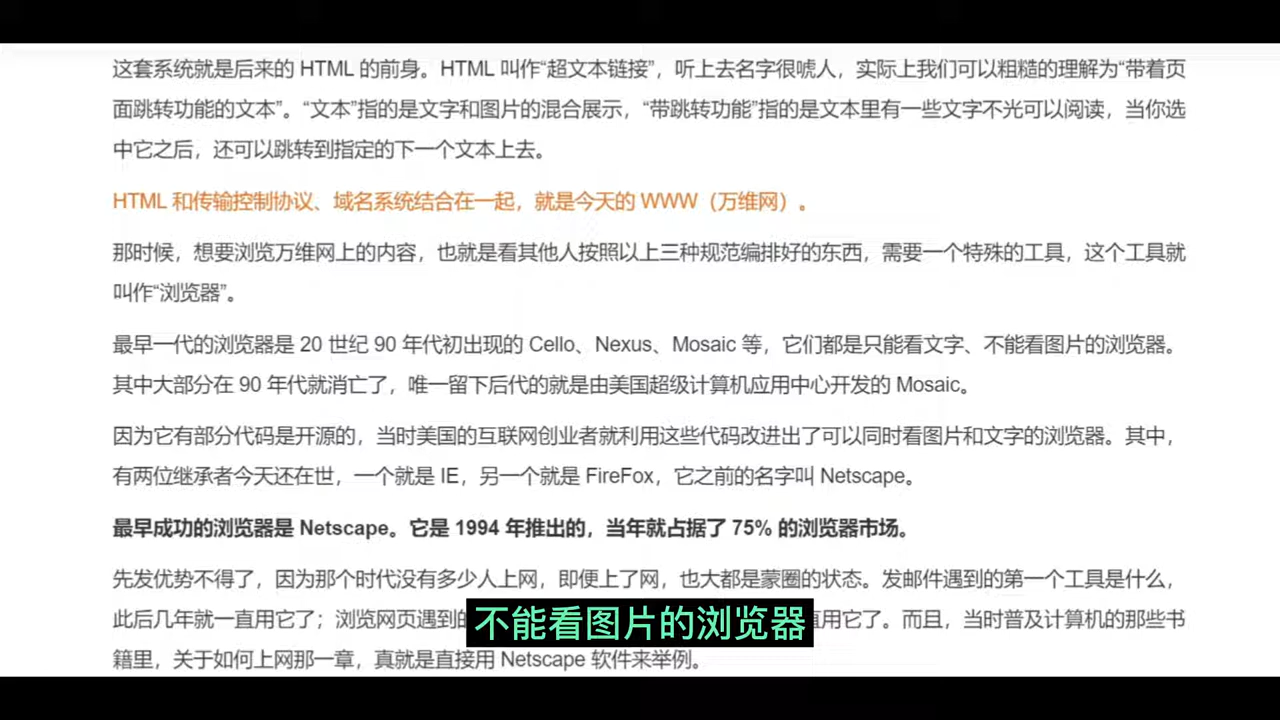 这套系统就是后来的 HTML 的前身。HTML 叫作“超文本链接”，听上去名字很唬人，实际上我们可以粗糙的理解为“带着页
面跳转功能的文本”。“文本”指的是文字和图片的混合展示，“带跳转功能”指的是文本里有一些文字不光可以阅读，当你选
中它之后，还可以跳转到指定的下一个文本上去。
HTML 和传输控制协议、域名系统结合在一起，就是今天的 WWW（万维网）。
那时候，想要浏览万维网上的内容，也就是看其他人按照以上三种规范编排好的东西，需要一个特殊的工具，这个工具就
叫作“浏览器”。
最早一代的浏览器是 20 世纪 90 年代初出现的 Cello、Nexus、Mosaic 等，它们都是只能看文字、不能看图片的浏览器。
其中大部分在 90 年代就消亡了，唯一留下后代的就是由美国超级计算机应用中心开发的 Mosaic。
因为它有部分代码是开源的，当时美国的互联网创业者就利用这些代码改进出了可以同时看图片和文字的浏览器。其中，
有两位继承者今天还在世，一个就是 IE，另一个就是 FireFox，它之前的名字叫 Netscape。
最早成功的浏览器是 Netscape。它是 1994 年推出的，当年就占据了 75% 的浏览器市场。
先发优势不得了，因为那个时代没有多少人上网，即便上了网，也大都是蒙圈的状态。发邮件遇到的第一个工具是什么，
此后几年就一直用它了；浏览网页遇到的 用它了。而且，当时普及计算机的那些书
不能看图片的浏览器
籍里，关于如何上网那一章，真就是直接用 Netscape 软件来举例。